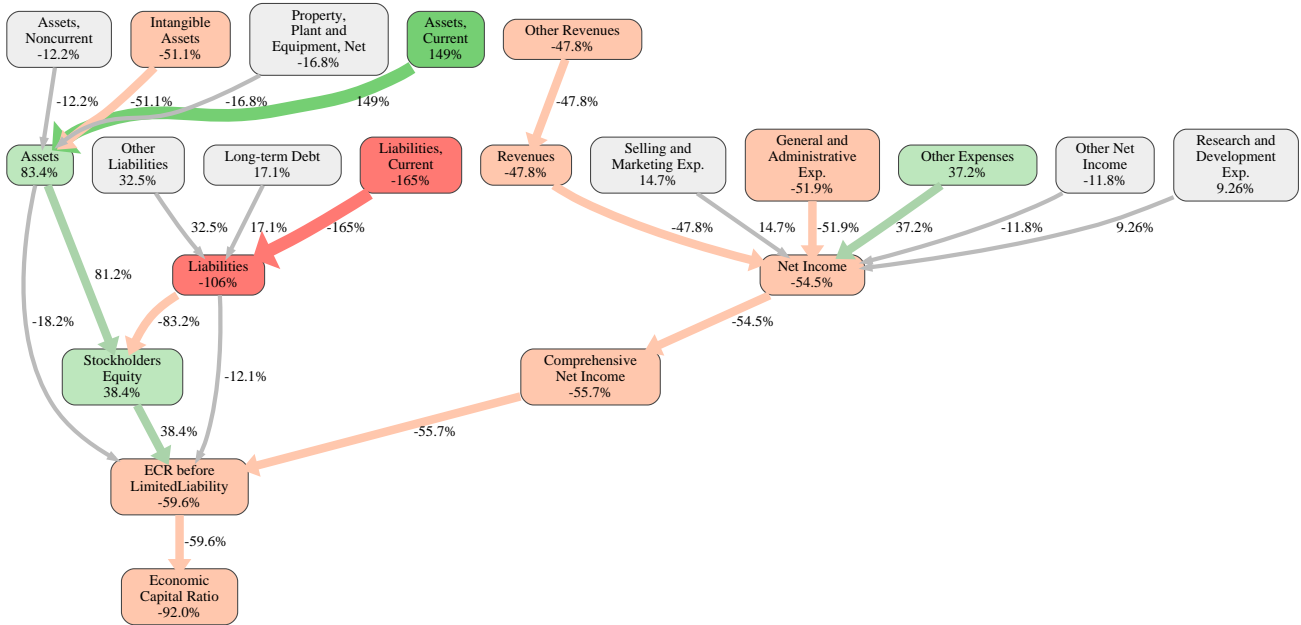 Assets,
Noncurrent
-12.2%
Intangible
Assets
-51.1%
Property,
Plant and
Equipment, Net
-16.8%
Assets,
Current
149%
Other Revenues
-47.8%
-12.2%
-51.1%
-16.8%
149%
-47.8%
Assets
83.4%
Other
Liabilities
32.5%
Long-term Debt
17.1%
Liabilities,
Current
-165%
Revenues
-47.8%
Selling and
Marketing Exp.
14.7%
General and
Administrative
Exp.
-51.9%
Other Expenses
37.2%
Other Net
Income
-11.8%
Research and
Development
Exp.
9.26%
32.5%
17.1%
-165%
-47.8%
14.7%
-51.9%
37.2%
-11.8%
9.26%
Liabilities
-106%
Net Income
-54.5%
81.2%
-18.2%
-83.2%
-54.5%
Stockholders
Equity
38.4%
-12.1%
Comprehensive
Net Income
-55.7%
38.4%
-55.7%
ECR before
LimitedLiability
-59.6%
-59.6%
Economic
Capital Ratio
-92.0%